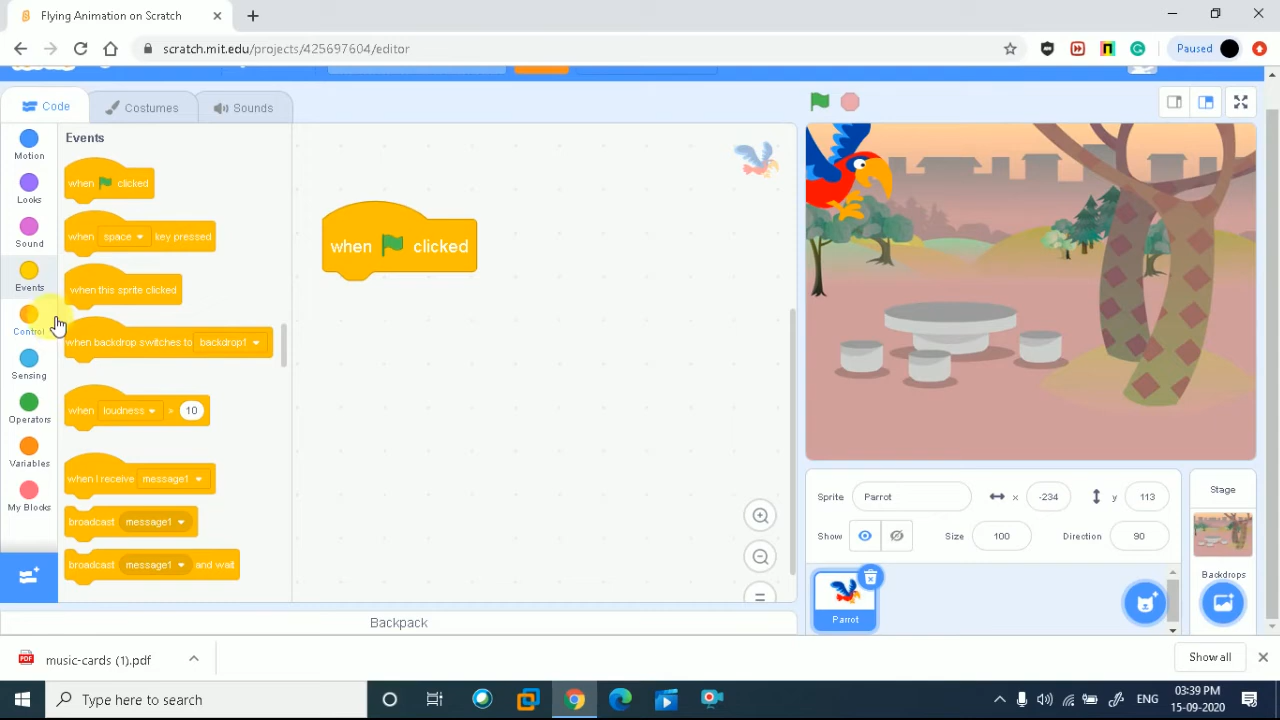 Flying Animation on Scratch
scratch.mit.edu/projects/425697604/editor
Paused
Code
Costumes
Sounds
Motion
Looks
Sound
Events
Control
Sensing
Operators
Variables
My Blocks
Events
when clicked
when space key pressed
when this sprite clicked
when backdrop switches to backdrop1
when loudness > 10
when I receive message1
broadcast message1
broadcast message1 and wait
when clicked
Backpack
Sprite Parrot x -234 y 113
Show Size 100 Direction 90
Parrot
Stage
Backdrops
music-cards (1).pdf
Show all
Type here to search
ENG
03:39 PM
15-09-2020